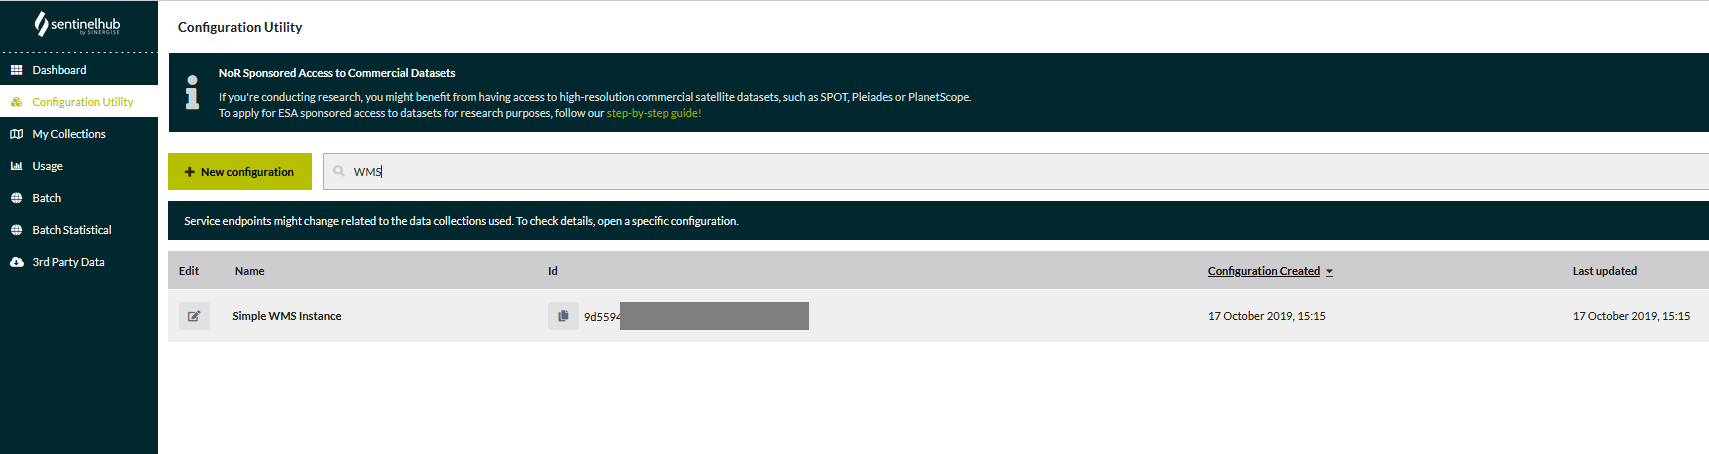 sentinelhub
by SINERGISE
Configuration Utility
Dashboard
Configuration Utility
My Collections
Usage
Batch
Batch Statistical
3rd Party Data
NoR Sponsored Access to Commercial Datasets
If you're conducting research, you might benefit from having access to high-resolution commercial satellite datasets, such as SPOT, Pleiades or PlanetScope.
To apply for ESA sponsored access to datasets for research purposes, follow our step-by-step guide!
New configuration
WMS
Service endpoints might change related to the data collections used. To check details, open a specific configuration.
Edit Name Id Configuration Created Last updated
Simple WMS Instance 9d5594 17 October 2019, 15:15 17 October 2019, 15:15